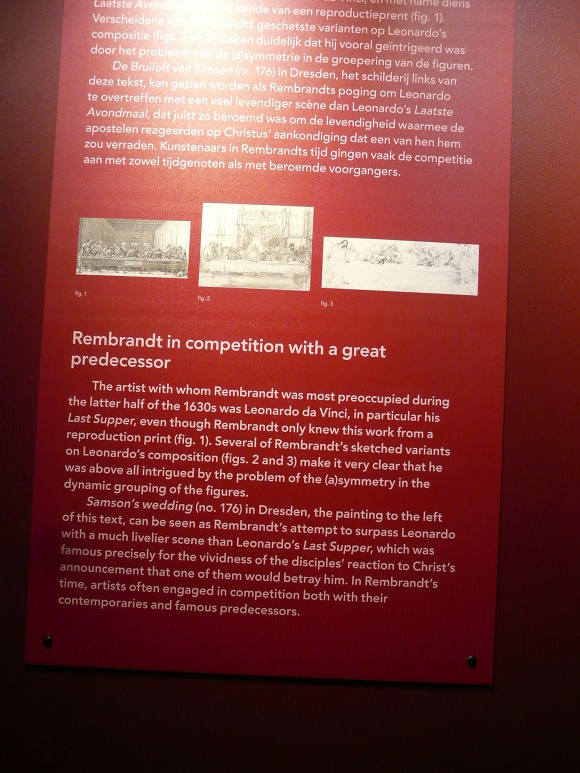 Laatste Avondmaal, kende van een reproductieprent (fig. 1).
Verscheidene van Rembrandts geschetste varianten op Leonardo's
compositie (figs. 2 en 3) maken duidelijk dat hij vooral geïntrigeerd was
door het probleem van de (a)symmetrie in de groepering van de figuren.
De Bruiloft van Simson (nr. 176) in Dresden, het schilderij links van
deze tekst, kan gezien worden als Rembrandts poging om Leonardo
te overtreffen met een veel levendiger scène dan Leonardo's Laatste
Avondmaal, dat juist zo beroemd was om de levendigheid waarmee de
apostelen reageerden op Christus' aankondiging dat een van hen hem
zou verraden. Kunstenaars in Rembrandts tijd gingen vaak de competitie
aan met zowel tijdgenoten als met beroemde voorgangers.
fig. 1
fig. 2
fig. 3
Rembrandt in competition with a great
predecessor
The artist with whom Rembrandt was most preoccupied during
the latter half of the 1630s was Leonardo da Vinci, in particular his
Last Supper, even though Rembrandt only knew this work from a
reproduction print (fig. 1). Several of Rembrandt's sketched variants
on Leonardo's composition (figs. 2 and 3) make it very clear that he
was above all intrigued by the problem of the (a)symmetry in the
dynamic grouping of the figures.
Samson's wedding (no. 176) in Dresden, the painting to the left
of this text, can be seen as Rembrandt's attempt to surpass Leonardo
with a much livelier scene than Leonardo's Last Supper, which was
famous precisely for the vividness of the disciples' reaction to Christ's
announcement that one of them would betray him. In Rembrandt's
time, artists often engaged in competition both with their
contemporaries and famous predecessors.